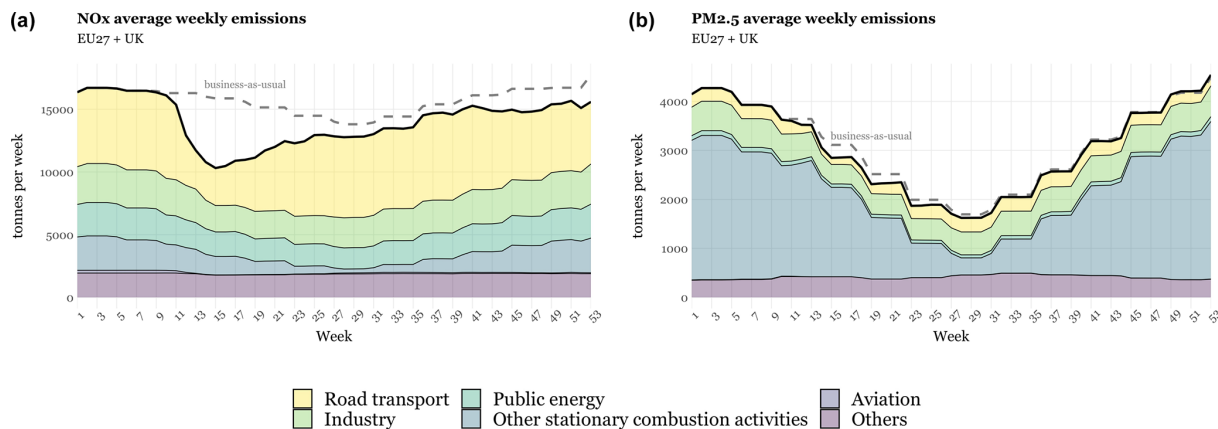 (a) NOx average weekly emissions
EU27 + UK
tonnes per week
15000
10000
5000
0
business-as-usual
1 3 5 7 9 11 13 15 17 19 21 23 25 27 29 31 33 35 37 39 41 43 45 47 49 51 53
Week
(b) PM2.5 average weekly emissions
EU27 + UK
tonnes per week
4000
3000
2000
1000
0
business-as-usual
1 3 5 7 9 11 13 15 17 19 21 23 25 27 29 31 33 35 37 39 41 43 45 47 49 51 53
Week
Road transport Public energy Aviation
Industry Other stationary combustion activities Others